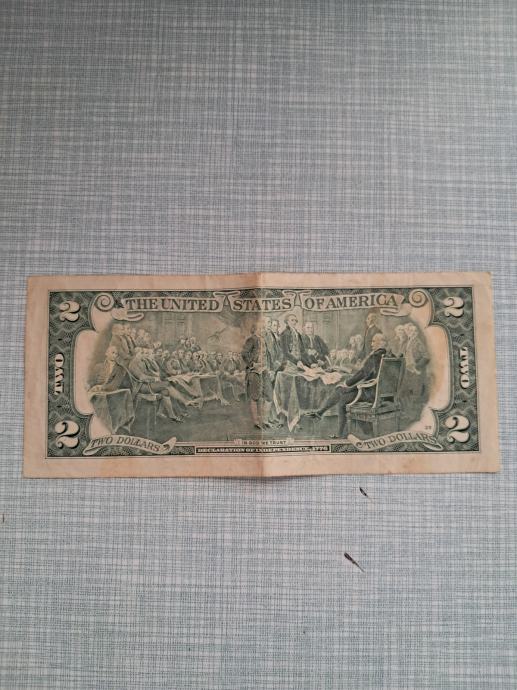 THE UNITED STATES OF AMERICA
2
2
TWO
TWO
2
2
TWO DOLLARS
IN GOD WE TRUST
TWO DOLLARS
DECLARATION OF INDEPENDENCE, 1776